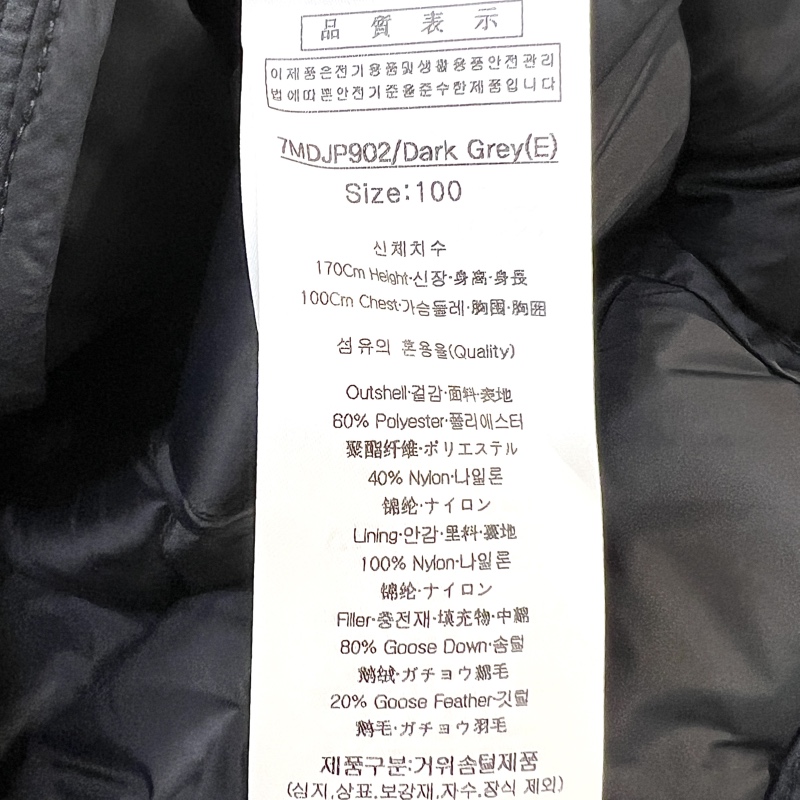 品質表示
이제품은전기용품및생활용품안전관리
법에따른안전기준을준수한제품입니다
7MDJP902/Dark Grey(E)
Size:100
신체치수
170Cm Height·신장·身高·身長
100Cm Chest·가슴둘레·胸围·胸囲
섬유의 혼용율(Quality)
Outshell·겉감·面料·表地
60% Polyester·폴리에스터
聚酯纤维·ポリエステル
40% Nylon·나일론
锦纶·ナイロン
Lining·안감·里料·裏地
100% Nylon·나일론
锦纶·ナイロン
Filler·충전재·填充物·中綿
80% Goose Down·솜털
鹅绒·ガチョウ綿毛
20% Goose Feather·깃털
鹅毛·ガチョウ羽毛
제품구분:거위솜털제품
(심지,상표,보강재,자수,장식 제외)